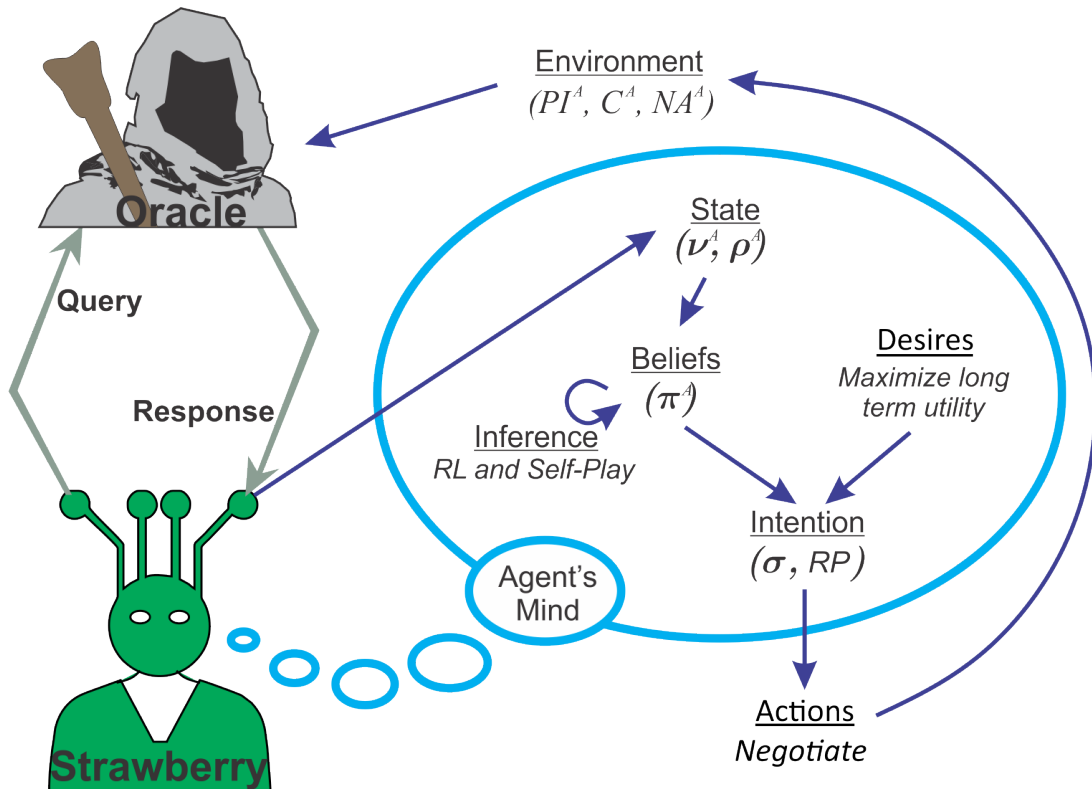 Environment
(PI^A, C^A, NA^A)
Oracle
State
(ν^A, ρ^A)
Query
Desires
Maximize long
term utility
Beliefs
(π^A)
Response
Inference
RL and Self-Play
Intention
(σ, RP)
Agent's
Mind
Actions
Negotiate
Strawberry